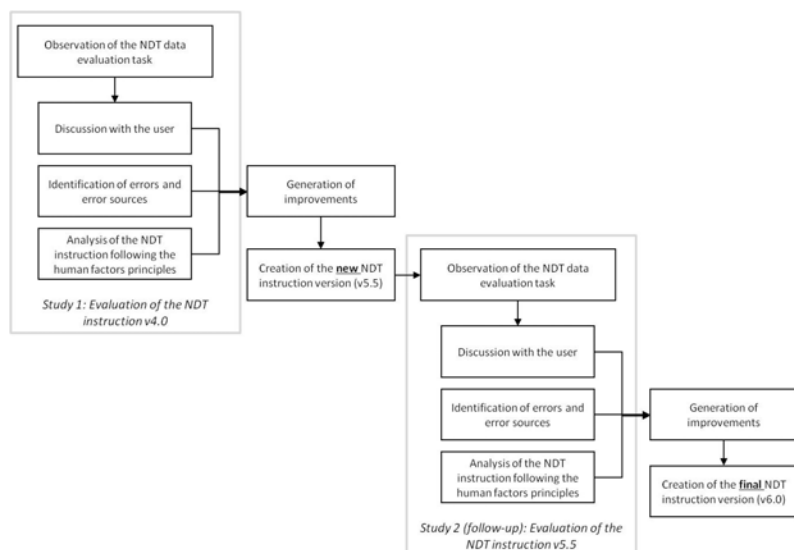 Observation of the NDT data
evaluation task
Discussion with the user
Identification of errors and
error sources
Analysis of the NDT
instruction following the
human factors principles
Study 1: Evaluation of the NDT
instruction v4.0
Generation of
improvements
Creation of the new NDT
instruction version (v5.5)
Observation of the NDT data
evaluation task
Discussion with the user
Identification of errors and
error sources
Analysis of the NDT
instruction following the
human factors principles
Study 2 (follow-up): Evaluation of the
NDT instruction v5.5
Generation of
improvements
Creation of the final NDT
instruction version (v6.0)